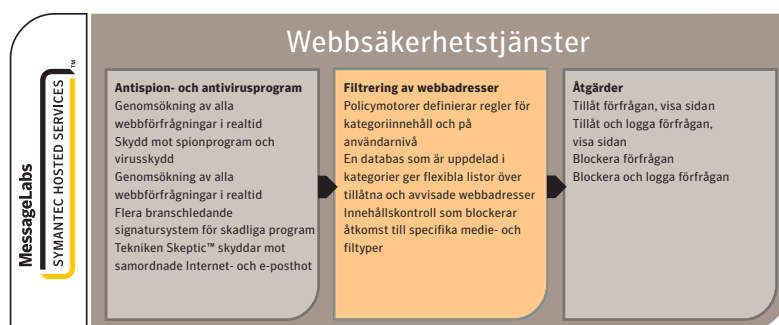 Webbsäkerhetstjänster
Antispion- och antivirusprogram
Genomsökning av alla
webbförfrågningar i realtid
Skydd mot spionprogram och
virusskydd
Genomsökning av alla
webbförfrågningar i realtid
Flera branschledande
signatursystem för skadliga program
Tekniken Skeptic™ skyddar mot
samordnade Internet- och e-posthot
Filtrering av webbadresser
Policymotorer definierar regler för
kategoriinnehåll och på
användarnivå
En databas som är uppdelad i
kategorier ger flexibla listor över
tillåtna och avvisade webbadresser
Innehållskontroll som blockerar
åtkomst till specifika medie- och
filtyper
Åtgärder
Tillåt förfrågan, visa sidan
Tillåt och logga förfrågan,
visa sidan
Blockera förfrågan
Blockera och logga förfrågan
MessageLabs
SYMANTEC HOSTED SERVICES™